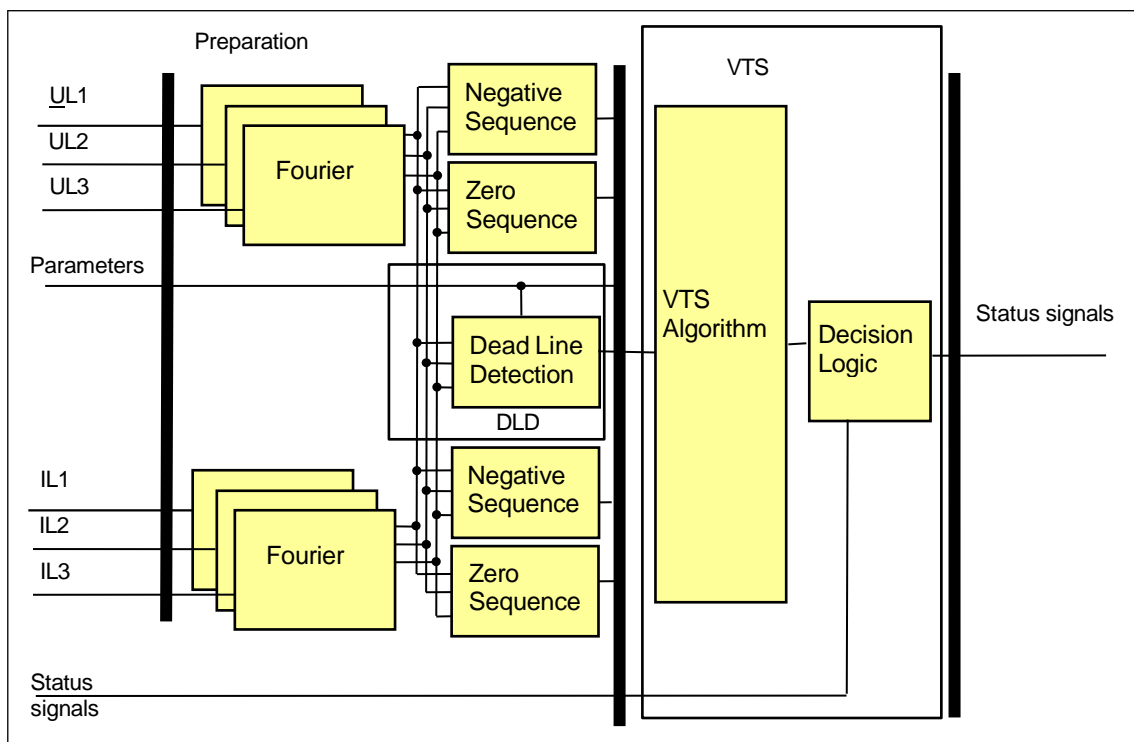 Preparation
VTS
UL1
UL2
UL3
Fourier
Negative
Sequence
Zero
Sequence
Parameters
Dead Line
Detection
DLD
VTS
Algorithm
Decision
Logic
Status signals
IL1
IL2
IL3
Fourier
Negative
Sequence
Zero
Sequence
Status
signals